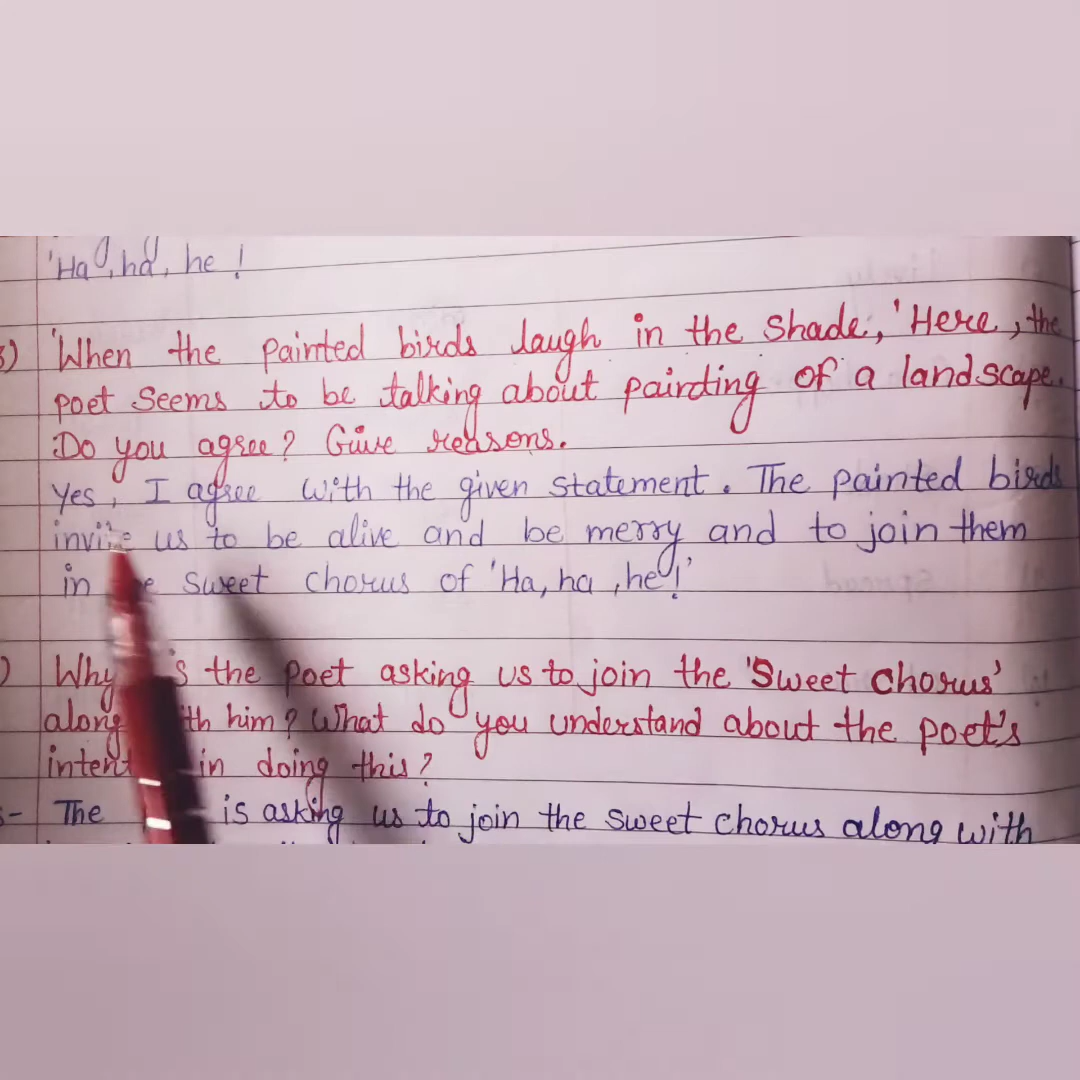 'Ha, ha, he !
3) 'When the painted birds laugh in the shade,' Here, the
poet seems to be talking about painting of a landscape.
Do you agree? Give reasons.
Yes, I agree with the given statement. The painted birds
invite us to be alive and be merry and to join them
in sweet chorus of 'Ha, ha, he!'
) Why is the poet asking us to join the 'Sweet chorus'
along with him? What do you understand about the poet's
in doing this?
s- The is asking us to join the sweet chorus along with